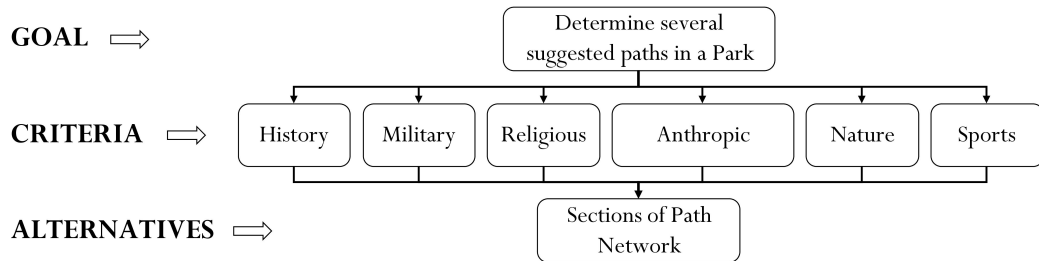 GOAL
Determine several
suggested paths in a Park
CRITERIA
History
Military
Religious
Anthropic
Nature
Sports
ALTERNATIVES
Sections of Path
Network